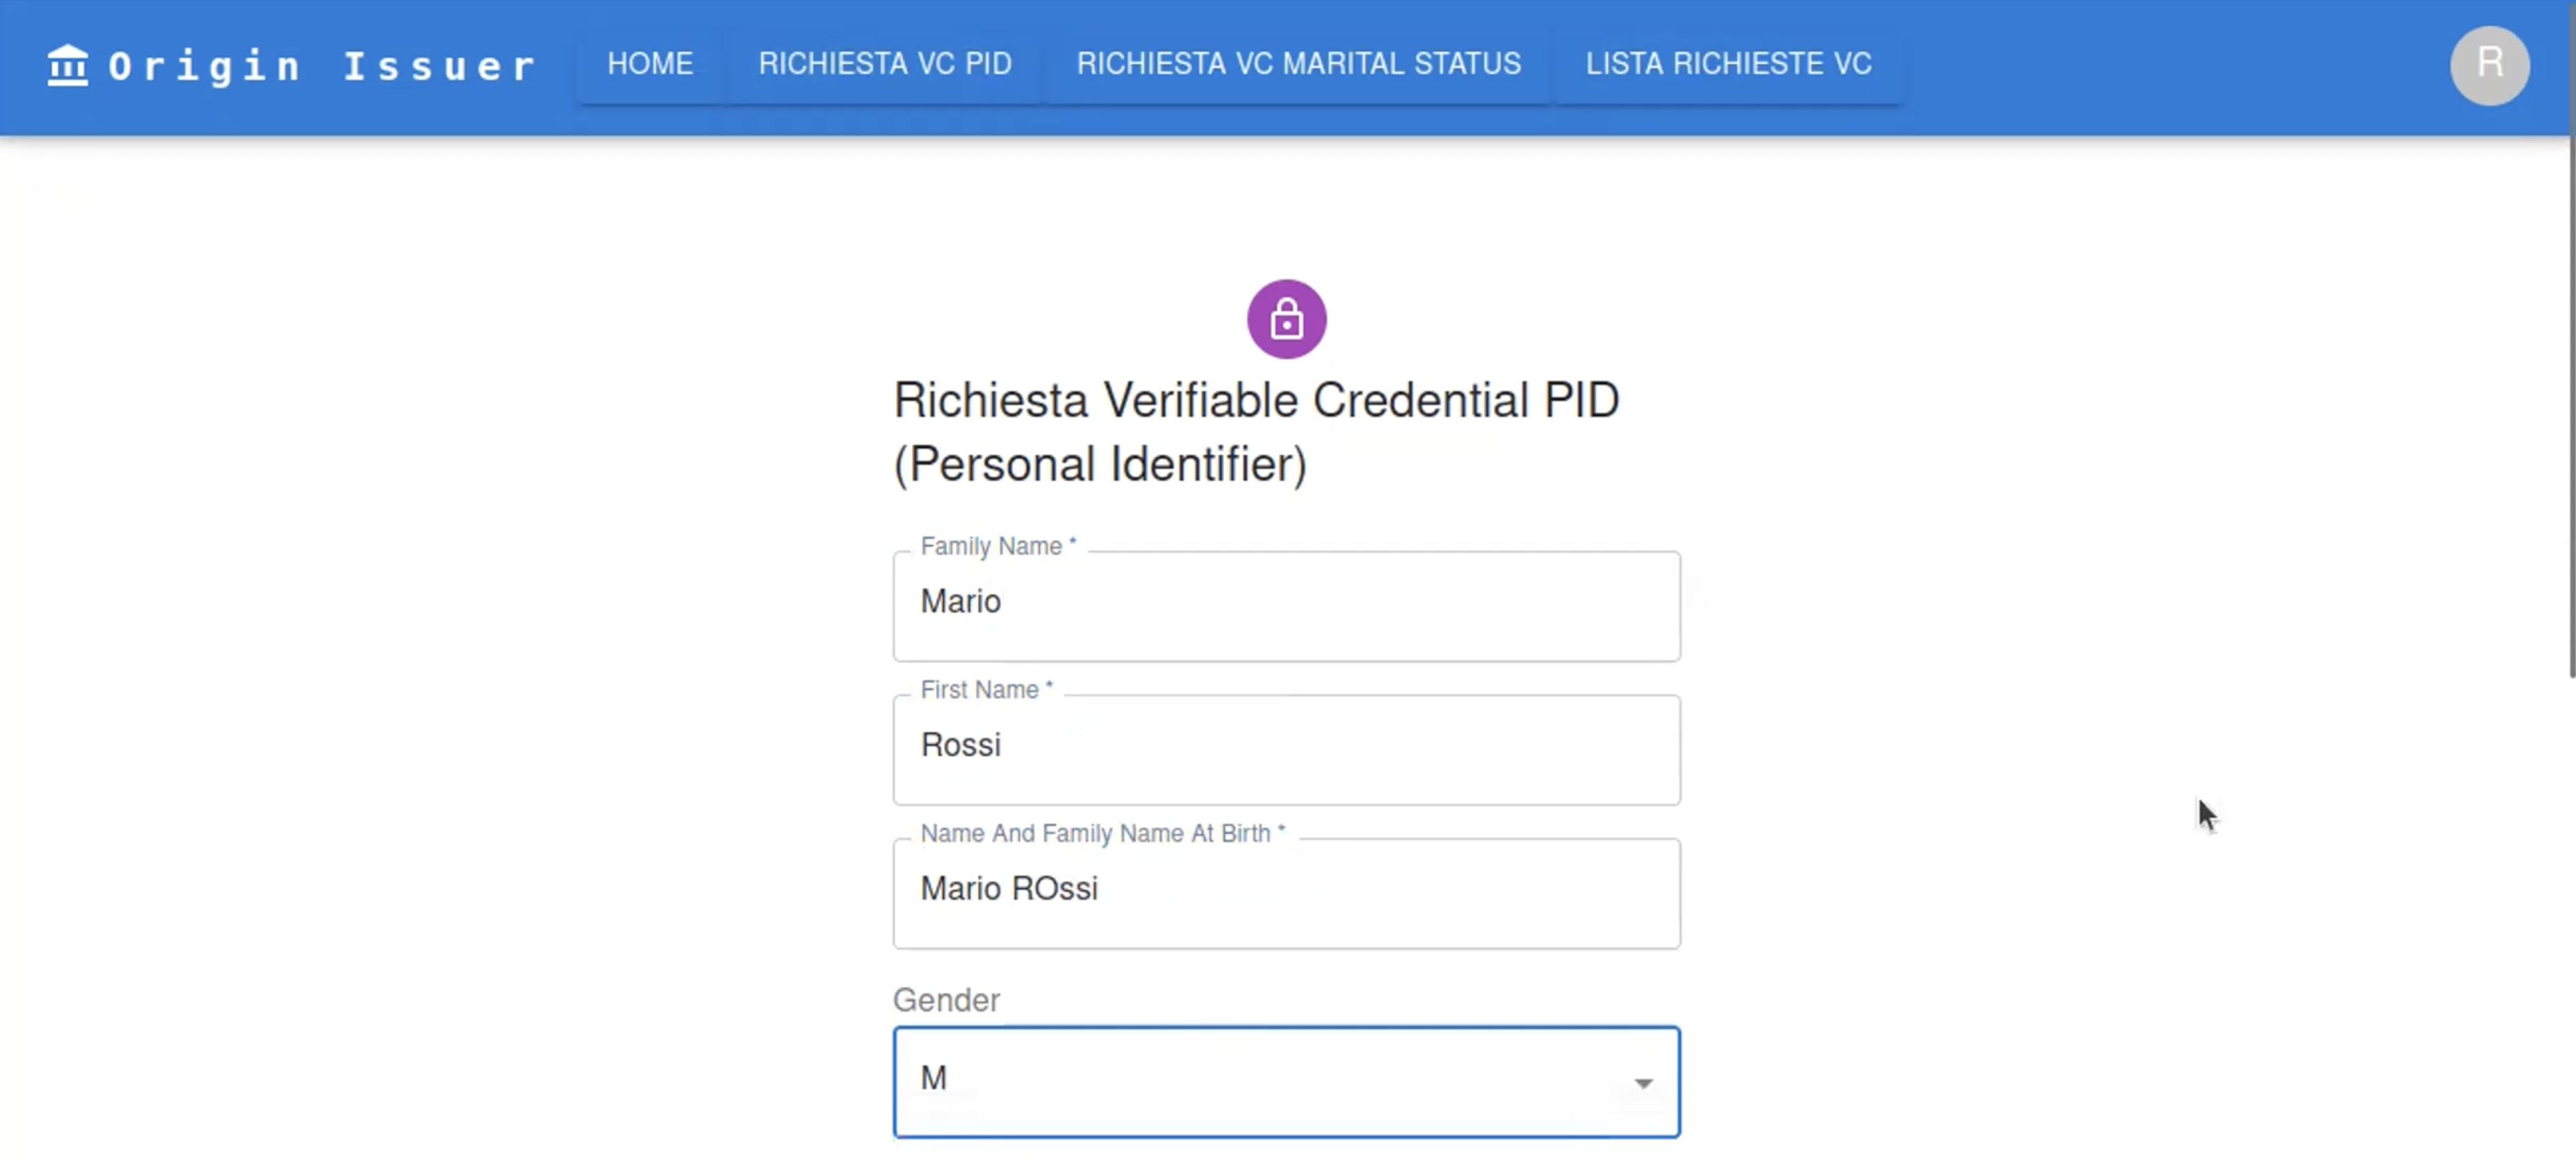 Origin Issuer HOME RICHIESTA VC PID RICHIESTA VC MARITAL STATUS LISTA RICHIESTE VC R
Richiesta Verifiable Credential PID
(Personal Identifier)
Family Name *
Mario
First Name *
Rossi
Name And Family Name At Birth *
Mario ROssi
Gender
M